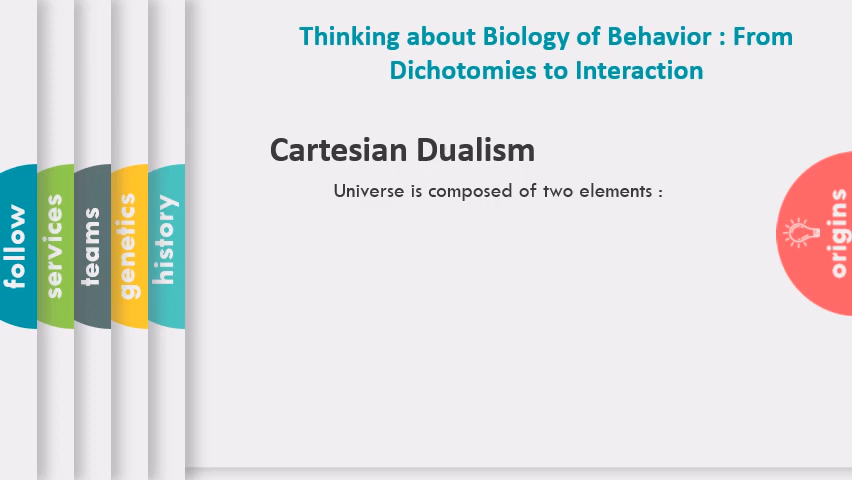 Thinking about Biology of Behavior : From
Dichotomies to Interaction
Cartesian Dualism
Universe is composed of two elements :
follow
services
teams
genetics
history
origins